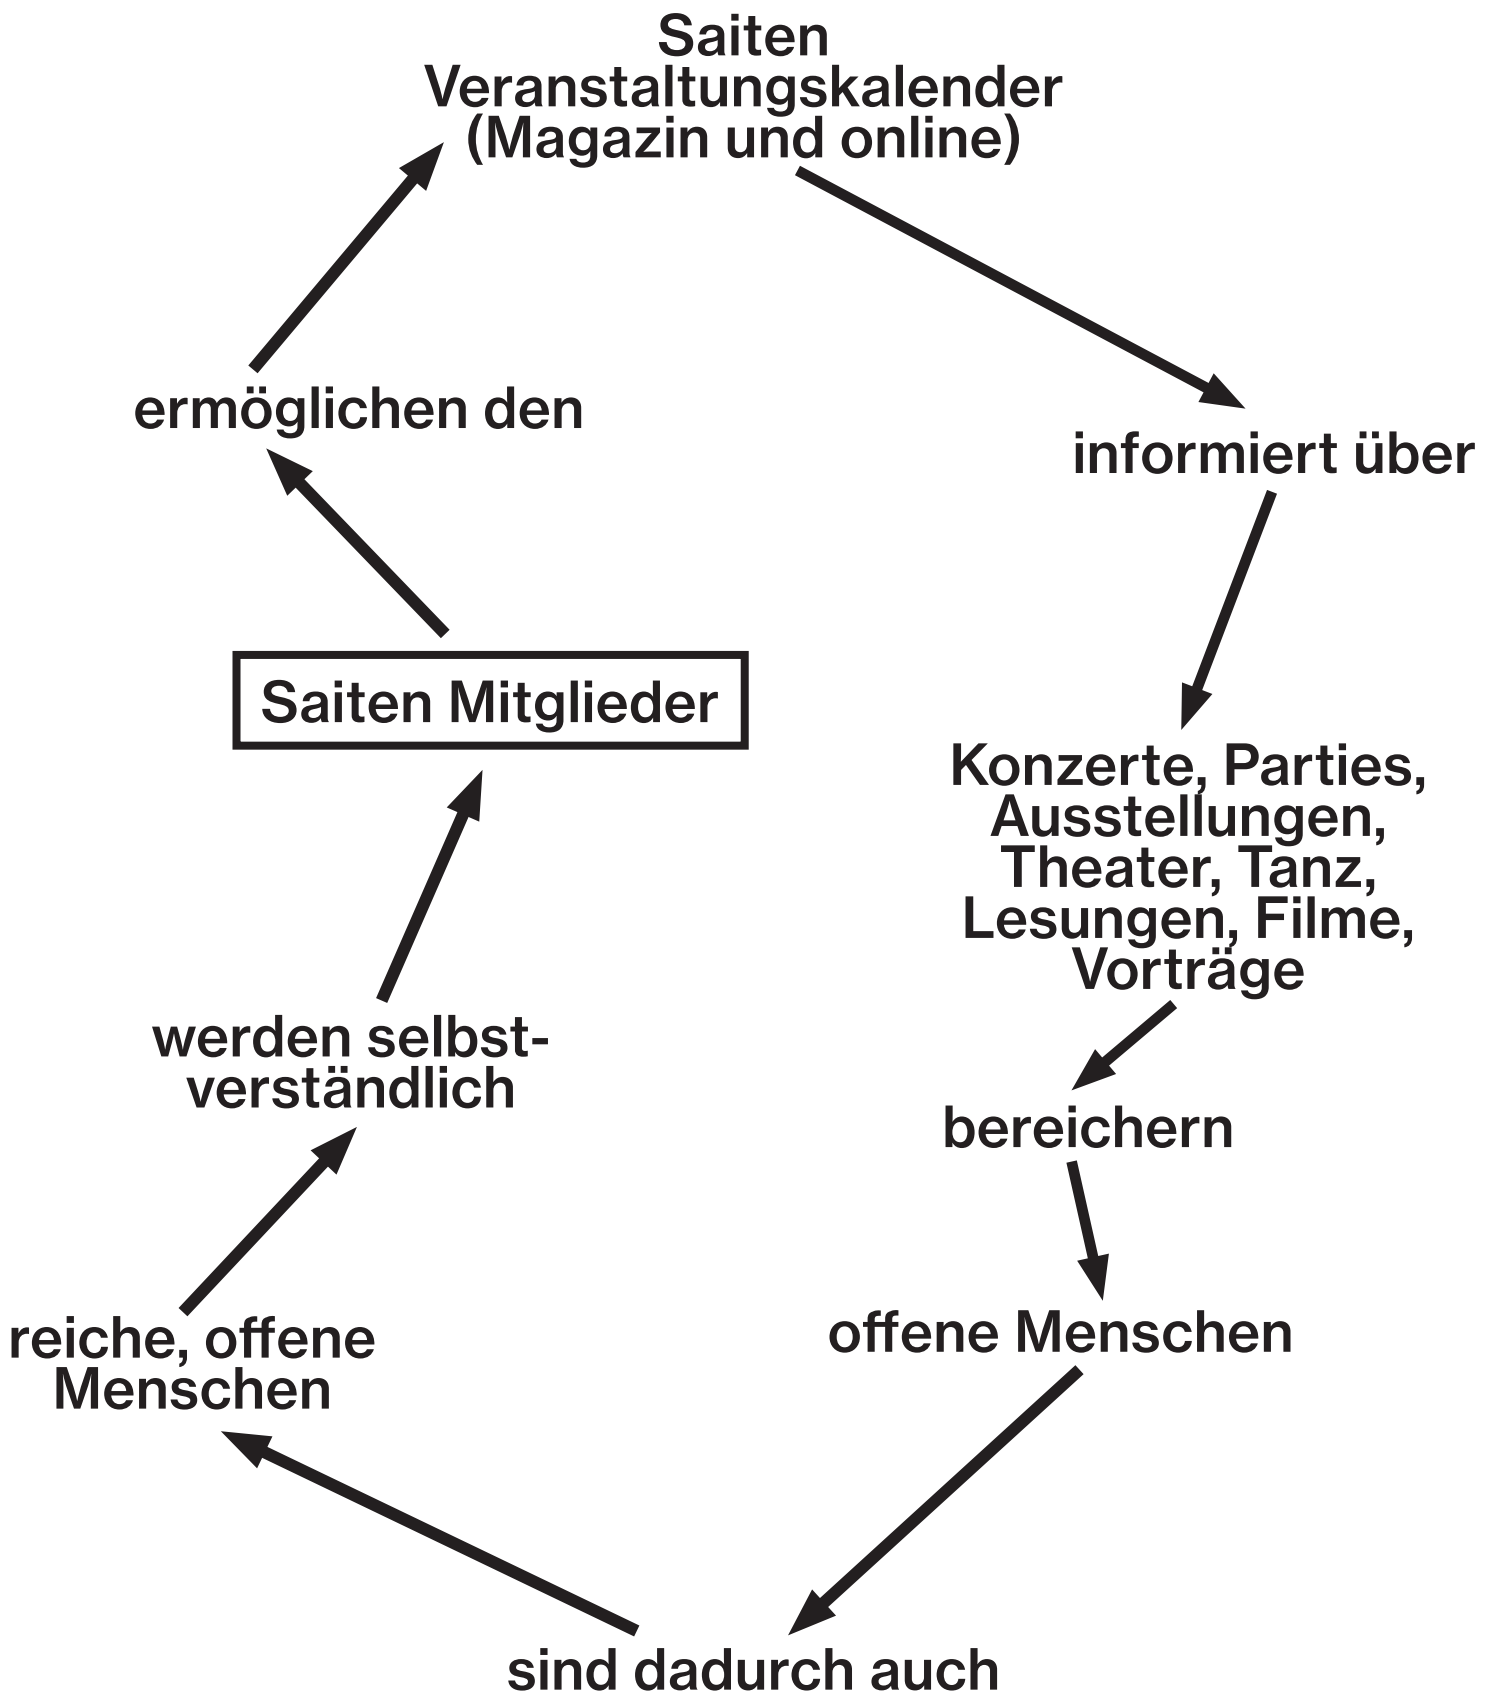 Saiten
Veranstaltungskalender
(Magazin und online)
informiert über
Konzerte, Parties,
Ausstellungen,
Theater, Tanz,
Lesungen, Filme,
Vorträge
bereichern
offene Menschen
sind dadurch auch
reiche, offene
Menschen
werden selbst-
verständlich
Saiten Mitglieder
ermöglichen den